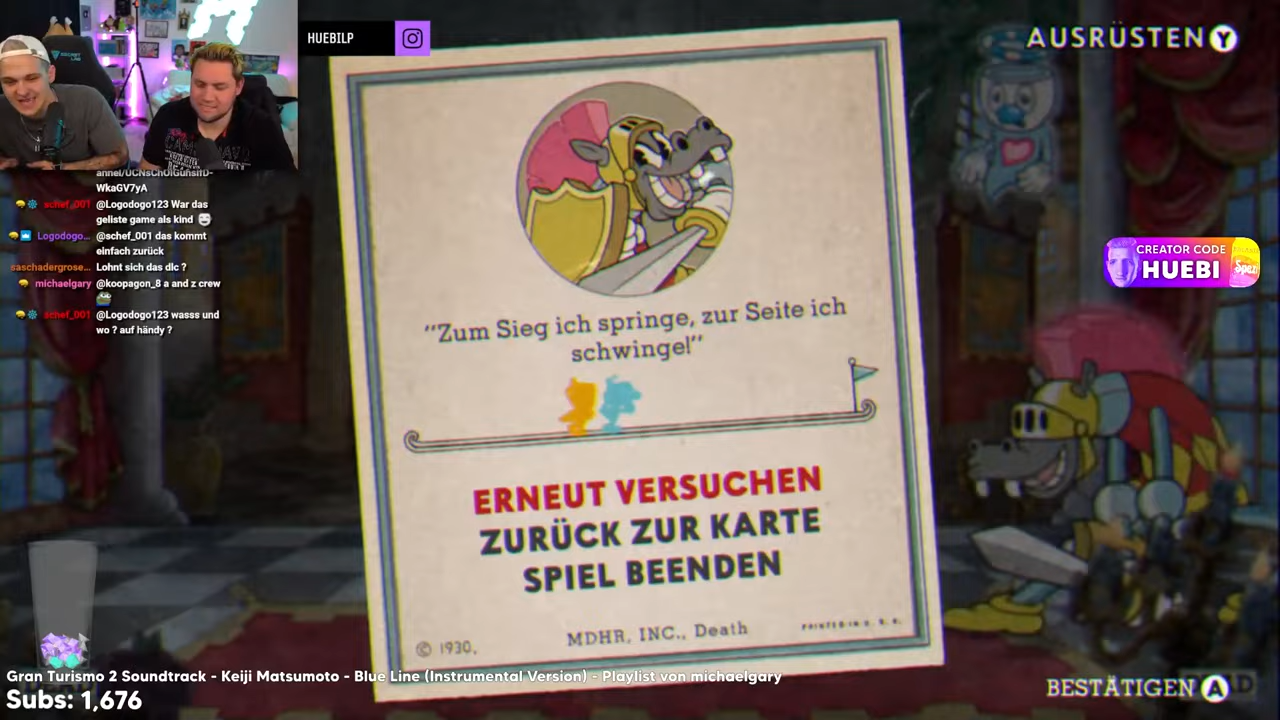 HUEBILP
AUSRÜSTEN Y
WkaGV7yA
schef_001 @Logodogo123 War das
geliste game als kind
Logodogo... @schef_001 das kommt
einfach zurück
saschadergrose... Lohnt sich das dlc ?
michaelgary @koopagon_8 a and z crew
schef_001 @Logodogo123 wasss und
wo ? auf händy ?
CREATOR CODE
HUEBI
Spezi
"Zum Sieg ich springe, zur Seite ich
schwinge!"
ERNEUT VERSUCHEN
ZURÜCK ZUR KARTE
SPIEL BEENDEN
© 1930,
MDHR, INC., Death
PRINTED IN U. S. A.
Gran Turismo 2 Soundtrack - Keiji Matsumoto - Blue Line (Instrumental Version) - Playlist von michaelgary
Subs: 1,676
BESTÄTIGEN A